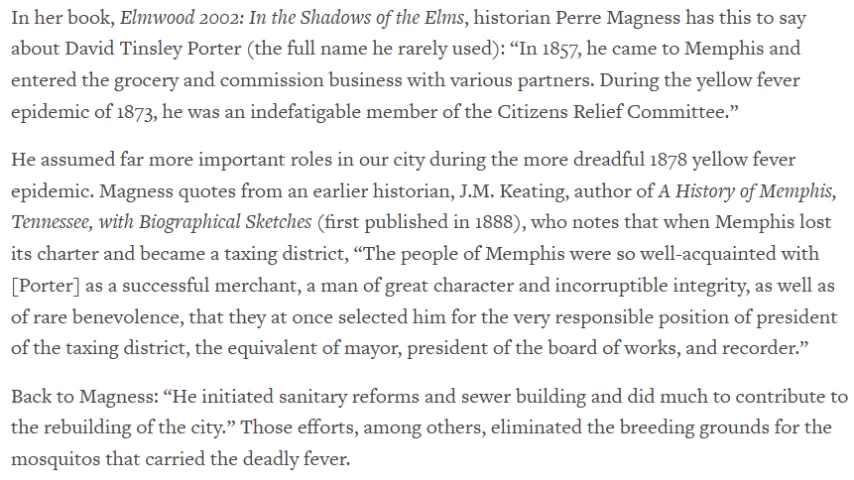 In her book, Elmwood 2002: In the Shadows of the Elms, historian Perre Magness has this to say
about David Tinsley Porter (the full name he rarely used): “In 1857, he came to Memphis and
entered the grocery and commission business with various partners. During the yellow fever
epidemic of 1873, he was an indefatigable member of the Citizens Relief Committee.”
He assumed far more important roles in our city during the more dreadful 1878 yellow fever
epidemic. Magness quotes from an earlier historian, J.M. Keating, author of A History of Memphis,
Tennessee, with Biographical Sketches (first published in 1888), who notes that when Memphis lost
its charter and became a taxing district, “The people of Memphis were so well-acquainted with
[Porter] as a successful merchant, a man of great character and incorruptible integrity, as well as
of rare benevolence, that they at once selected him for the very responsible position of president
of the taxing district, the equivalent of mayor, president of the board of works, and recorder.”
Back to Magness: “He initiated sanitary reforms and sewer building and did much to contribute to
the rebuilding of the city.” Those efforts, among others, eliminated the breeding grounds for the
mosquitos that carried the deadly fever.